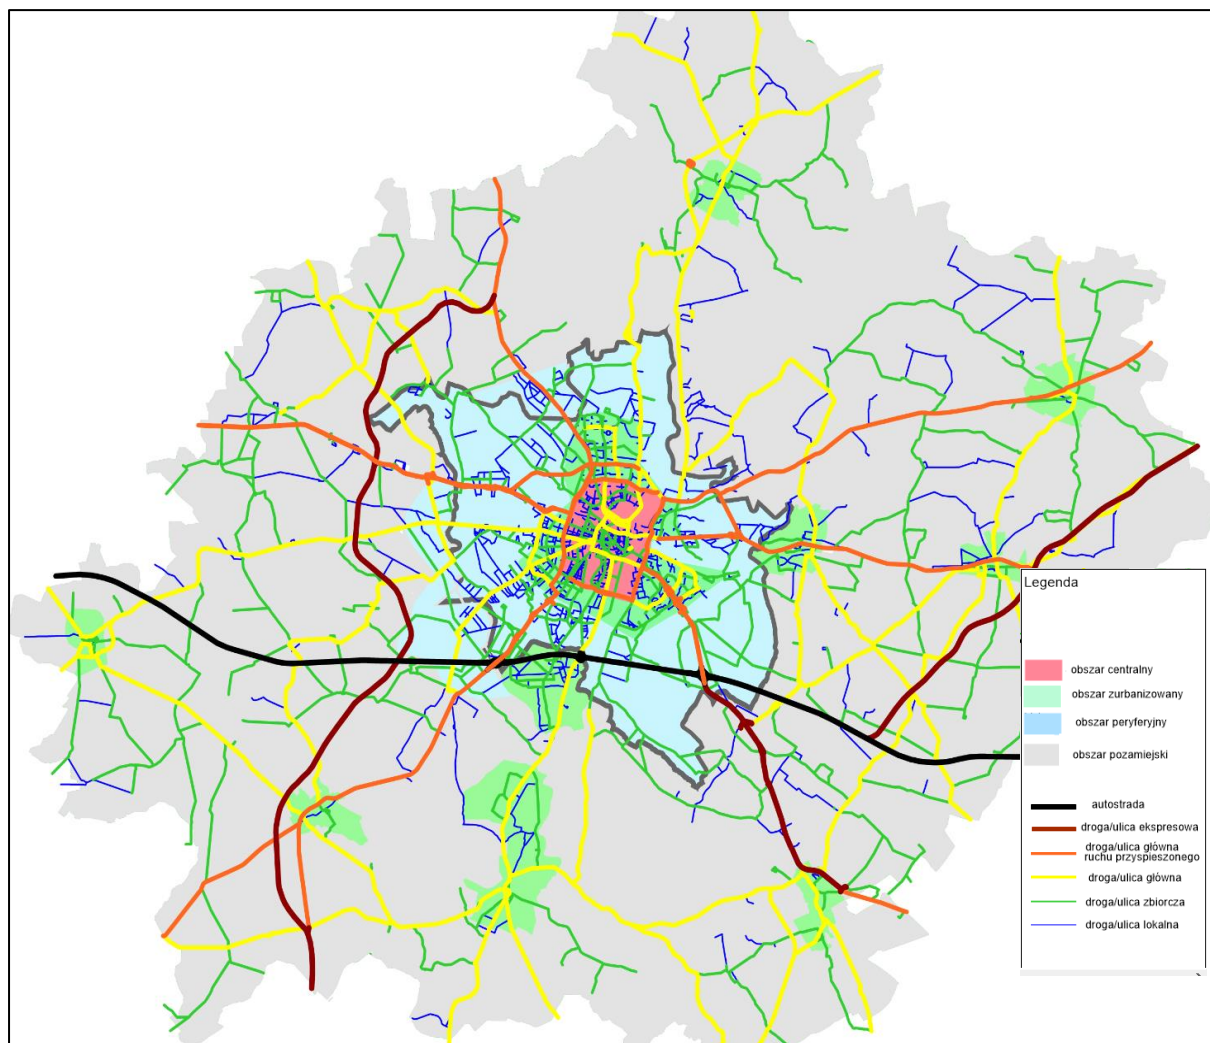 Legenda
obszar centralny
obszar zurbanizowany
obszar peryferyjny
obszar pozamiejski
autostrada
droga/ulica ekspresowa
droga/ulica główna
ruchu przyspieszonego
droga/ulica główna
droga/ulica zbiorcza
droga/ulica lokalna